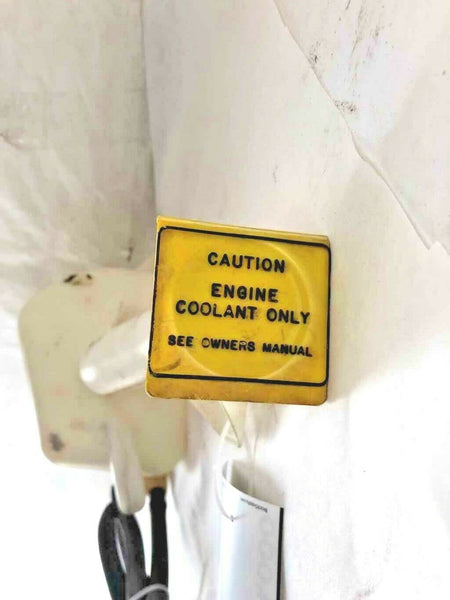 CAUTION
ENGINE
COOLANT ONLY
SEE OWNERS MANUAL